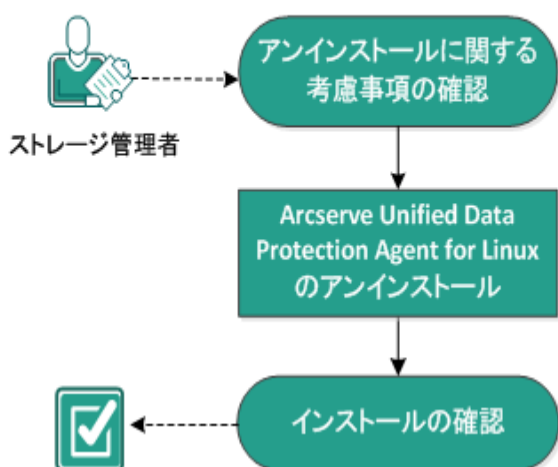 アンインストールに関する
考慮事項の確認
ストレージ管理者
Arcserve Unified Data
Protection Agent for Linux
のアンインストール
インストールの確認